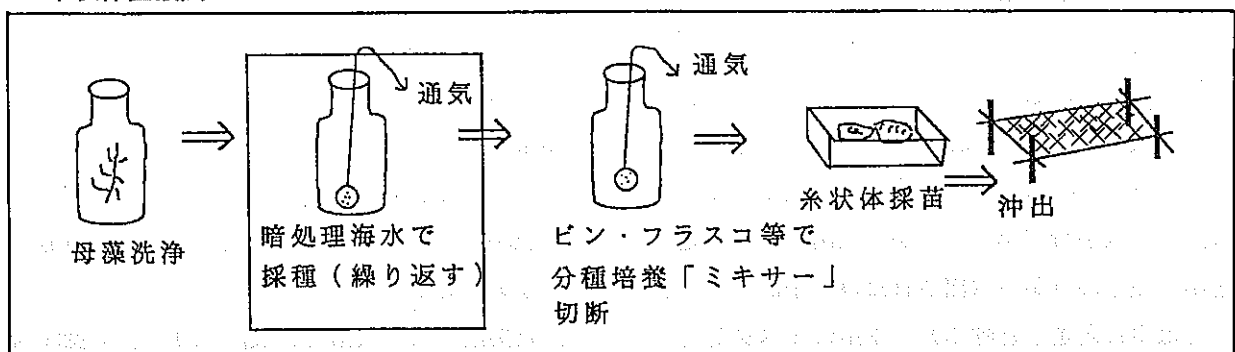 母藻洗浄
通気
暗処理海水で
採種(繰り返す)
通気
ビン・フラスコ等で
分種培養「ミキサー」
切断
糸状体採苗
沖出